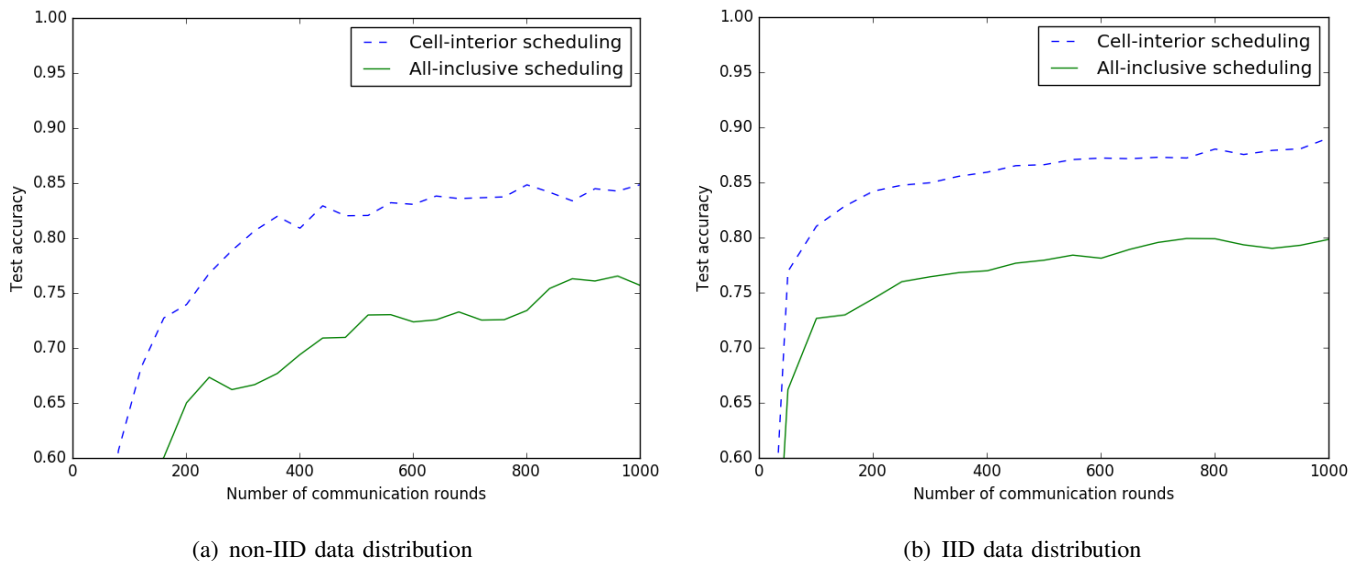 1.00
0.95
0.90
0.85
0.80
0.75
0.70
0.65
0.60
Test accuracy
Cell-interior scheduling
All-inclusive scheduling
0 200 400 600 800 1000
Number of communication rounds
(a) non-IID data distribution
1.00
0.95
0.90
0.85
0.80
0.75
0.70
0.65
0.60
Test accuracy
Cell-interior scheduling
All-inclusive scheduling
0 200 400 600 800 1000
Number of communication rounds
(b) IID data distribution